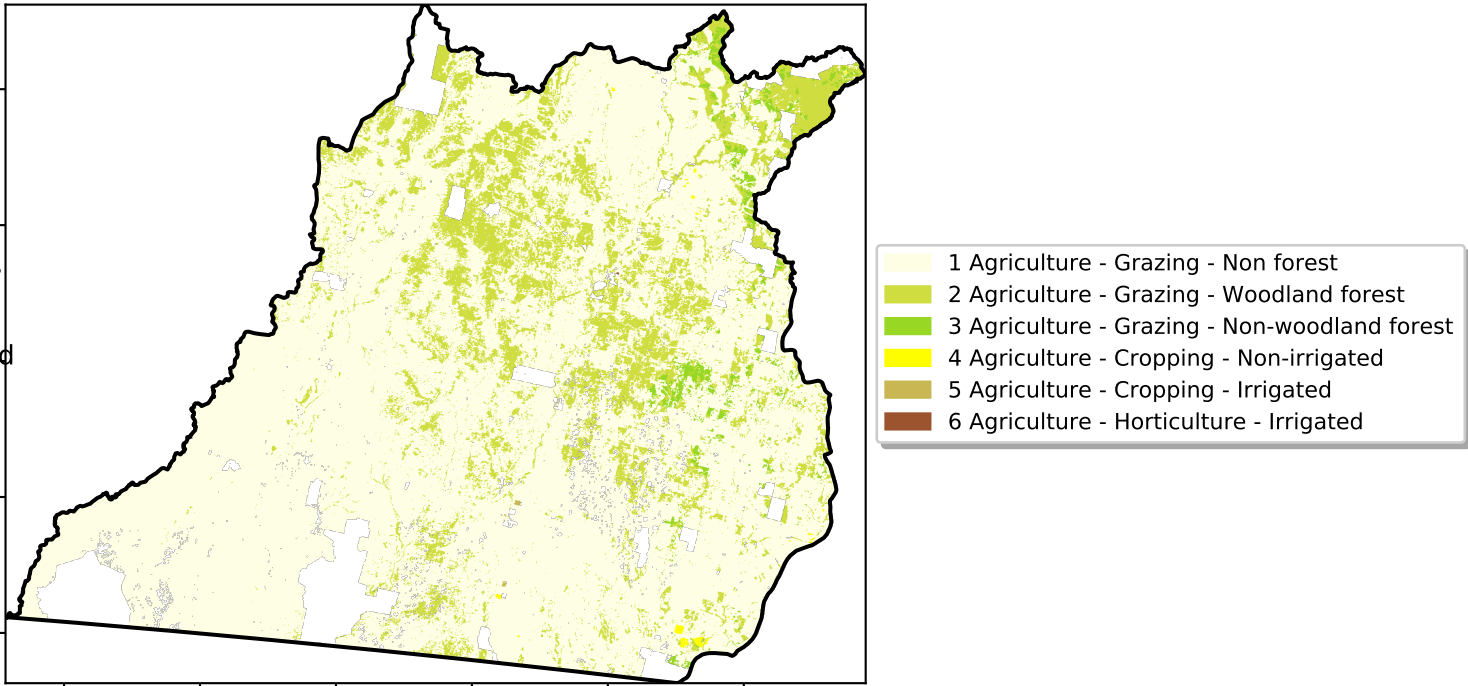 1 Agriculture - Grazing - Non forest
2 Agriculture - Grazing - Woodland forest
3 Agriculture - Grazing - Non-woodland forest
d
4 Agriculture - Cropping - Non-irrigated
5 Agriculture - Cropping - Irrigated
6 Agriculture - Horticulture - Irrigated